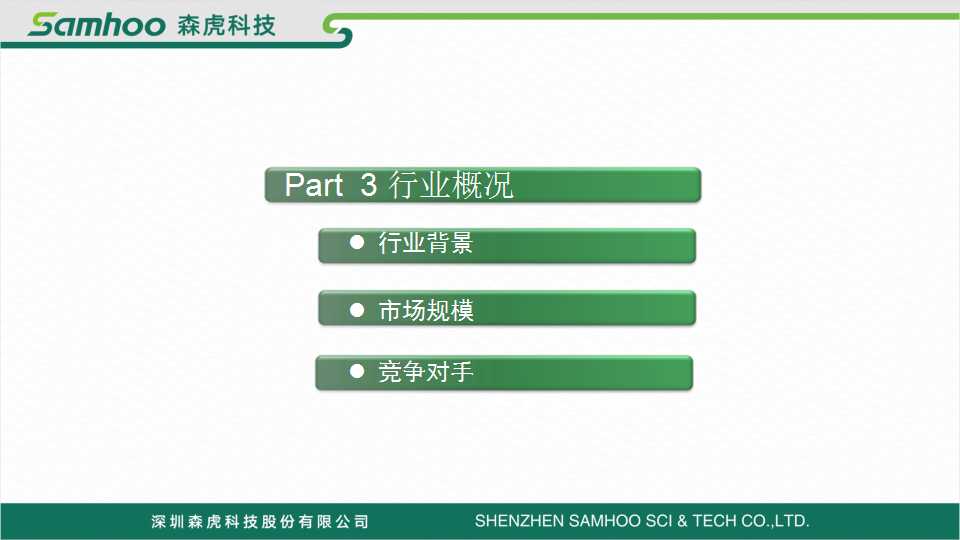 Samhoo 森虎科技
Part 3 行业概况
● 行业背景
● 市场规模
● 竞争对手
深圳森虎科技股份有限公司 SHENZHEN SAMHOO SCI & TECH CO.,LTD.